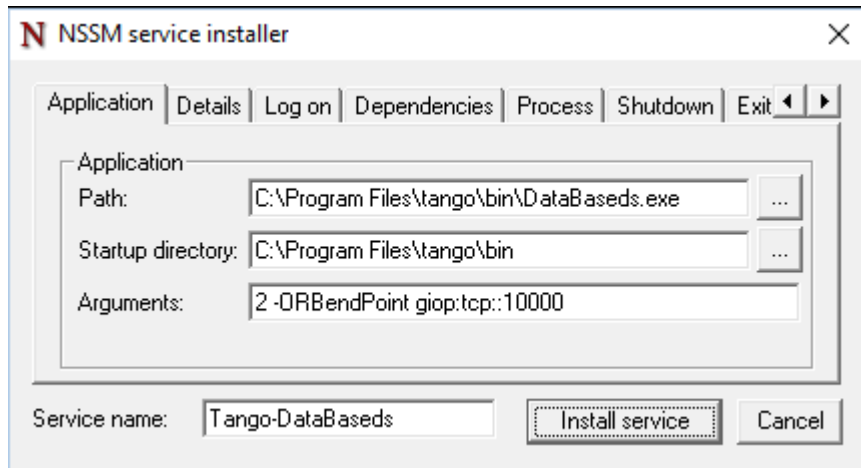 N NSSM service installer
Application Details Log on Dependencies Process Shutdown Exit
Application
Path: C:\Program Files\tango\bin\DataBaseds.exe ...
Startup directory: C:\Program Files\tango\bin ...
Arguments: 2 -ORBendPoint giop:tcp::10000
Service name: Tango-DataBaseds Install service Cancel